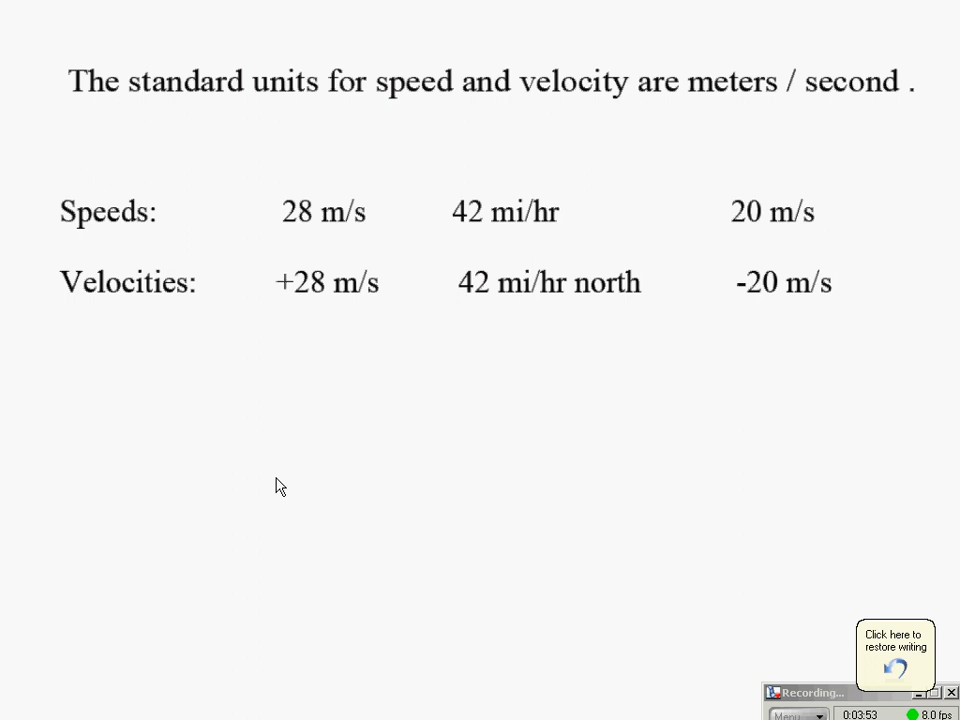 The standard units for speed and velocity are meters / second .
Speeds: 28 m/s 42 mi/hr 20 m/s
Velocities: +28 m/s 42 mi/hr north -20 m/s
Click here to
restore writing
Recording...
Menu 0:03:53 8.0 fps